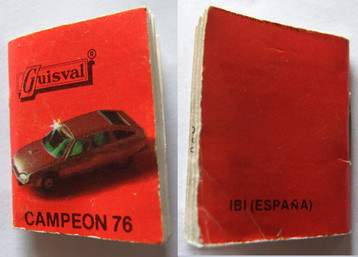 Guisval®
CAMPEON 76
IBI (ESPAÑA)